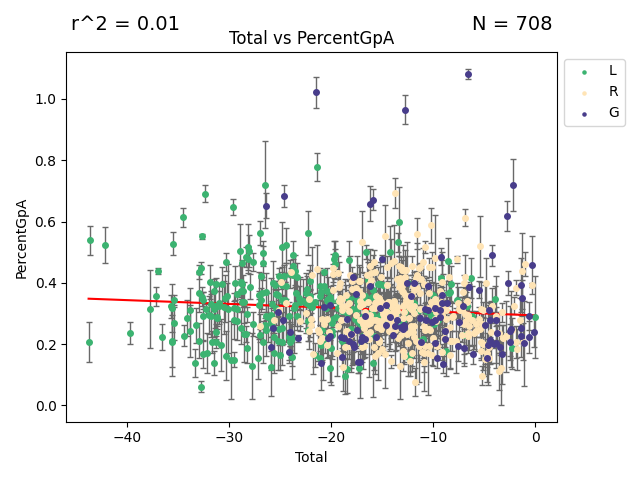 r^2 = 0.01
N = 708
Total vs PercentGpA
L
R
G
1.0
0.8
0.6
0.4
0.2
0.0
PercentGpA
−40
−30
−20
−10
0
Total